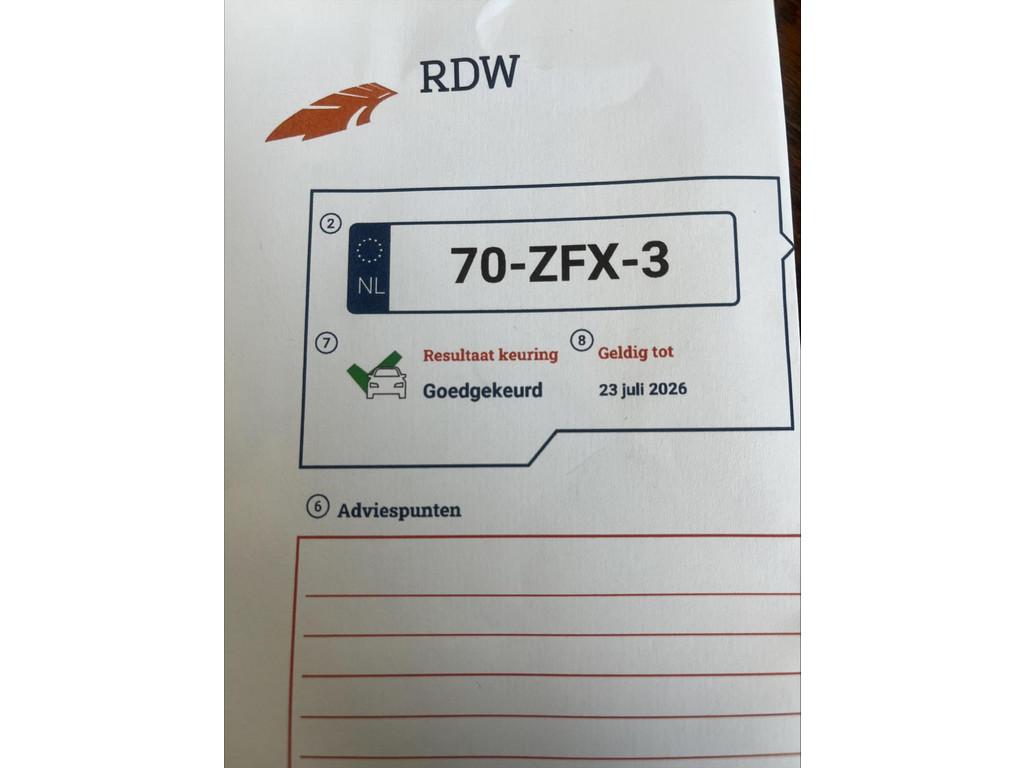 RDW
2
NL
70-ZFX-3
7
Resultaat keuring
8
Geldig tot
Goedgekeurd
23 juli 2026
6 Adviespunten